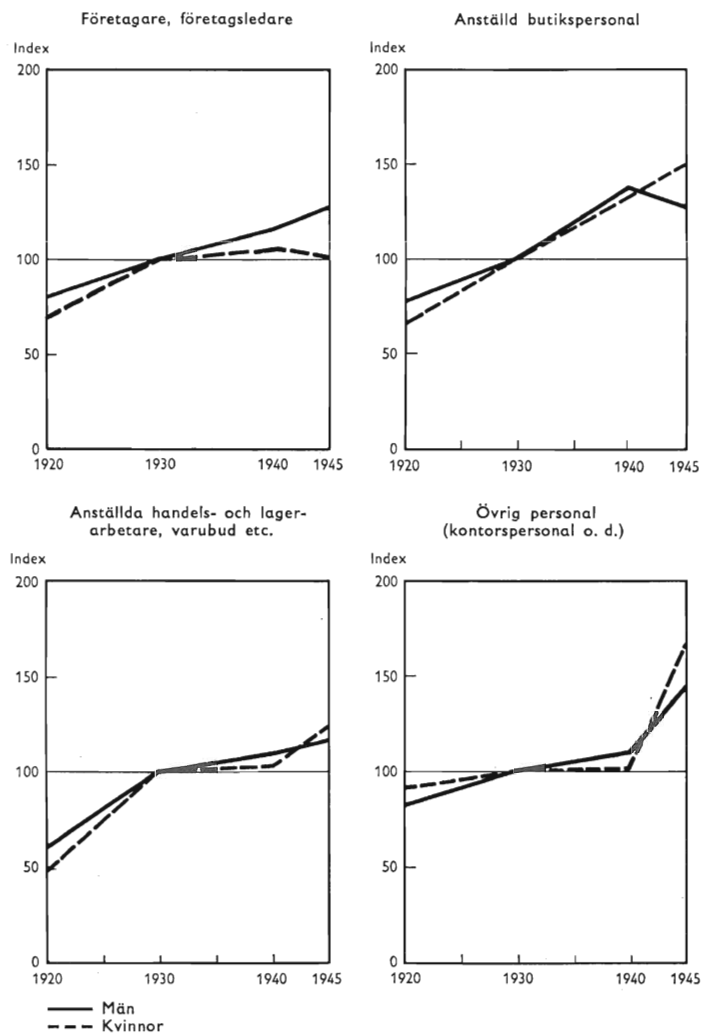 Företagare, företagsledare
Index
200
150
100
50
0
1920 1930 1940 1945
Anställd butikspersonal
Index
200
150
100
50
0
1920 1930 1940 1945
Anställda handels- och lager-
arbetare, varubud etc.
Index
200
150
100
50
0
1920 1930 1940 1945
Övrig personal
(kontorspersonal o. d.)
Index
200
150
100
50
0
1920 1930 1940 1945
Män
Kvinnor